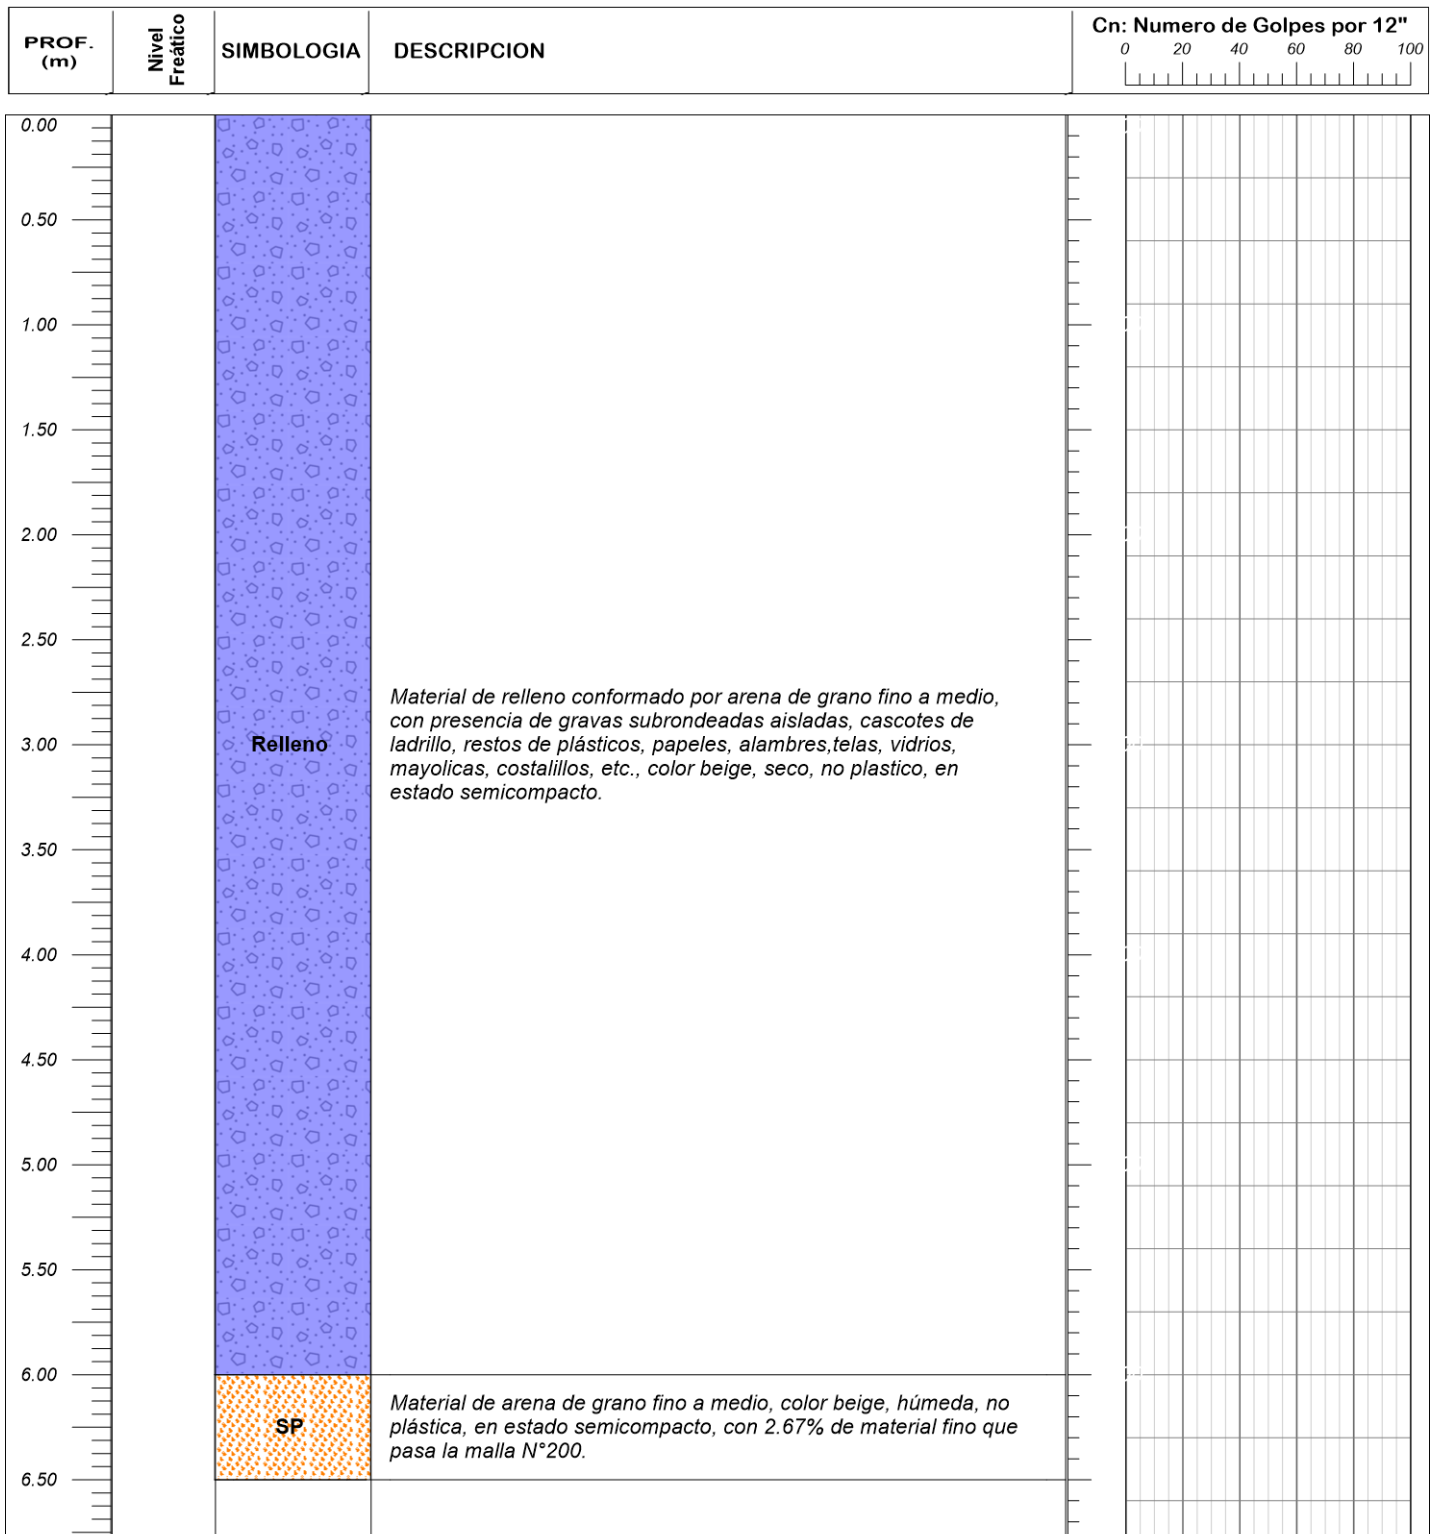 PROF.
(m)
Nivel
Freático
SIMBOLOGIA
DESCRIPCION
Cn: Numero de Golpes por 12"
0 20 40 60 80 100
0.00
0.50
1.00
1.50
2.00
2.50
Material de relleno conformado por arena de grano fino a medio,
con presencia de gravas subrondeadas aisladas, cascotes de
3.00 Relleno ladrillo, restos de plásticos, papeles, alambres,telas, vidrios,
mayolicas, costalillos, etc., color beige, seco, no plastico, en
estado semicompacto.
3.50
4.00
4.50
5.00
5.50
6.00
Material de arena de grano fino a medio, color beige, húmeda, no
SP plástica, en estado semicompacto, con 2.67% de material fino que
pasa la malla N°200.
6.50